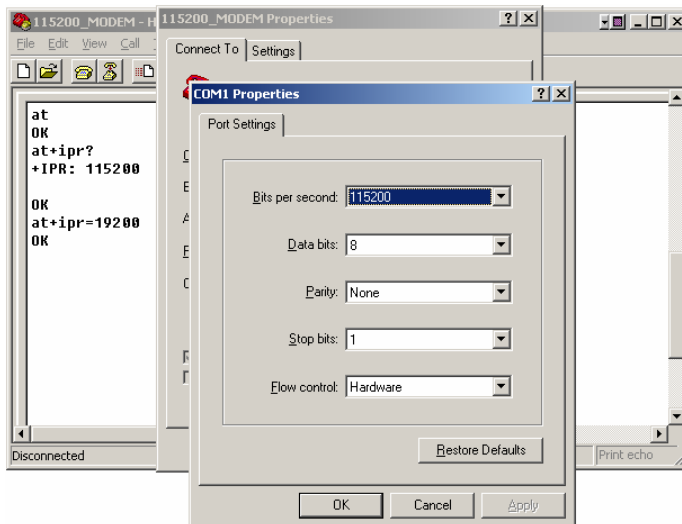 115200_MODEM - H
File Edit View Call
at
OK
at+ipr?
+IPR: 115200
OK
at+ipr=19200
OK
Disconnected
Print echo
115200_MODEM Properties
Connect To
Settings
COM1 Properties
Port Settings
Bits per second: 115200
Data bits: 8
Parity: None
Stop bits: 1
Flow control: Hardware
Restore Defaults
OK
Cancel
Apply